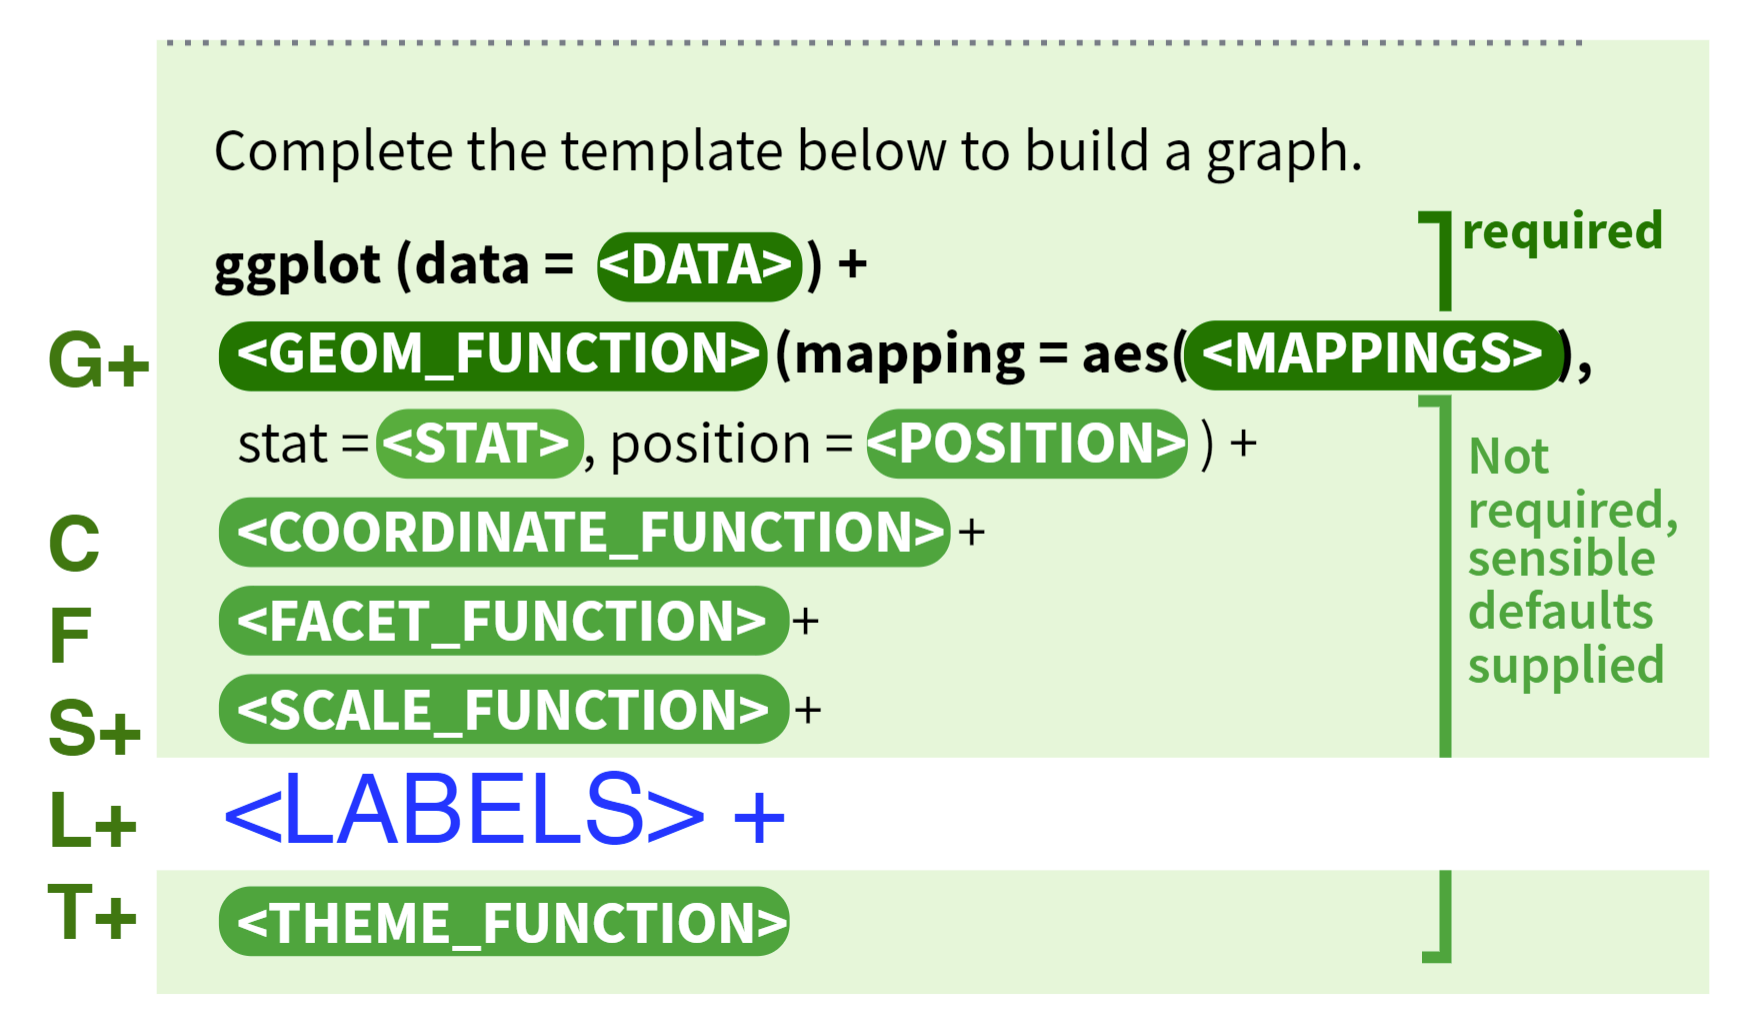 Complete the template below to build a graph.
required
ggplot (data = <DATA>) +
G+ <GEOM_FUNCTION> (mapping = aes(<MAPPINGS>),
stat = <STAT>, position = <POSITION> ) +
Not
required,
sensible
defaults
supplied
C <COORDINATE_FUNCTION> +
F <FACET_FUNCTION> +
S+ <SCALE_FUNCTION> +
L+ <LABELS> +
T+ <THEME_FUNCTION>